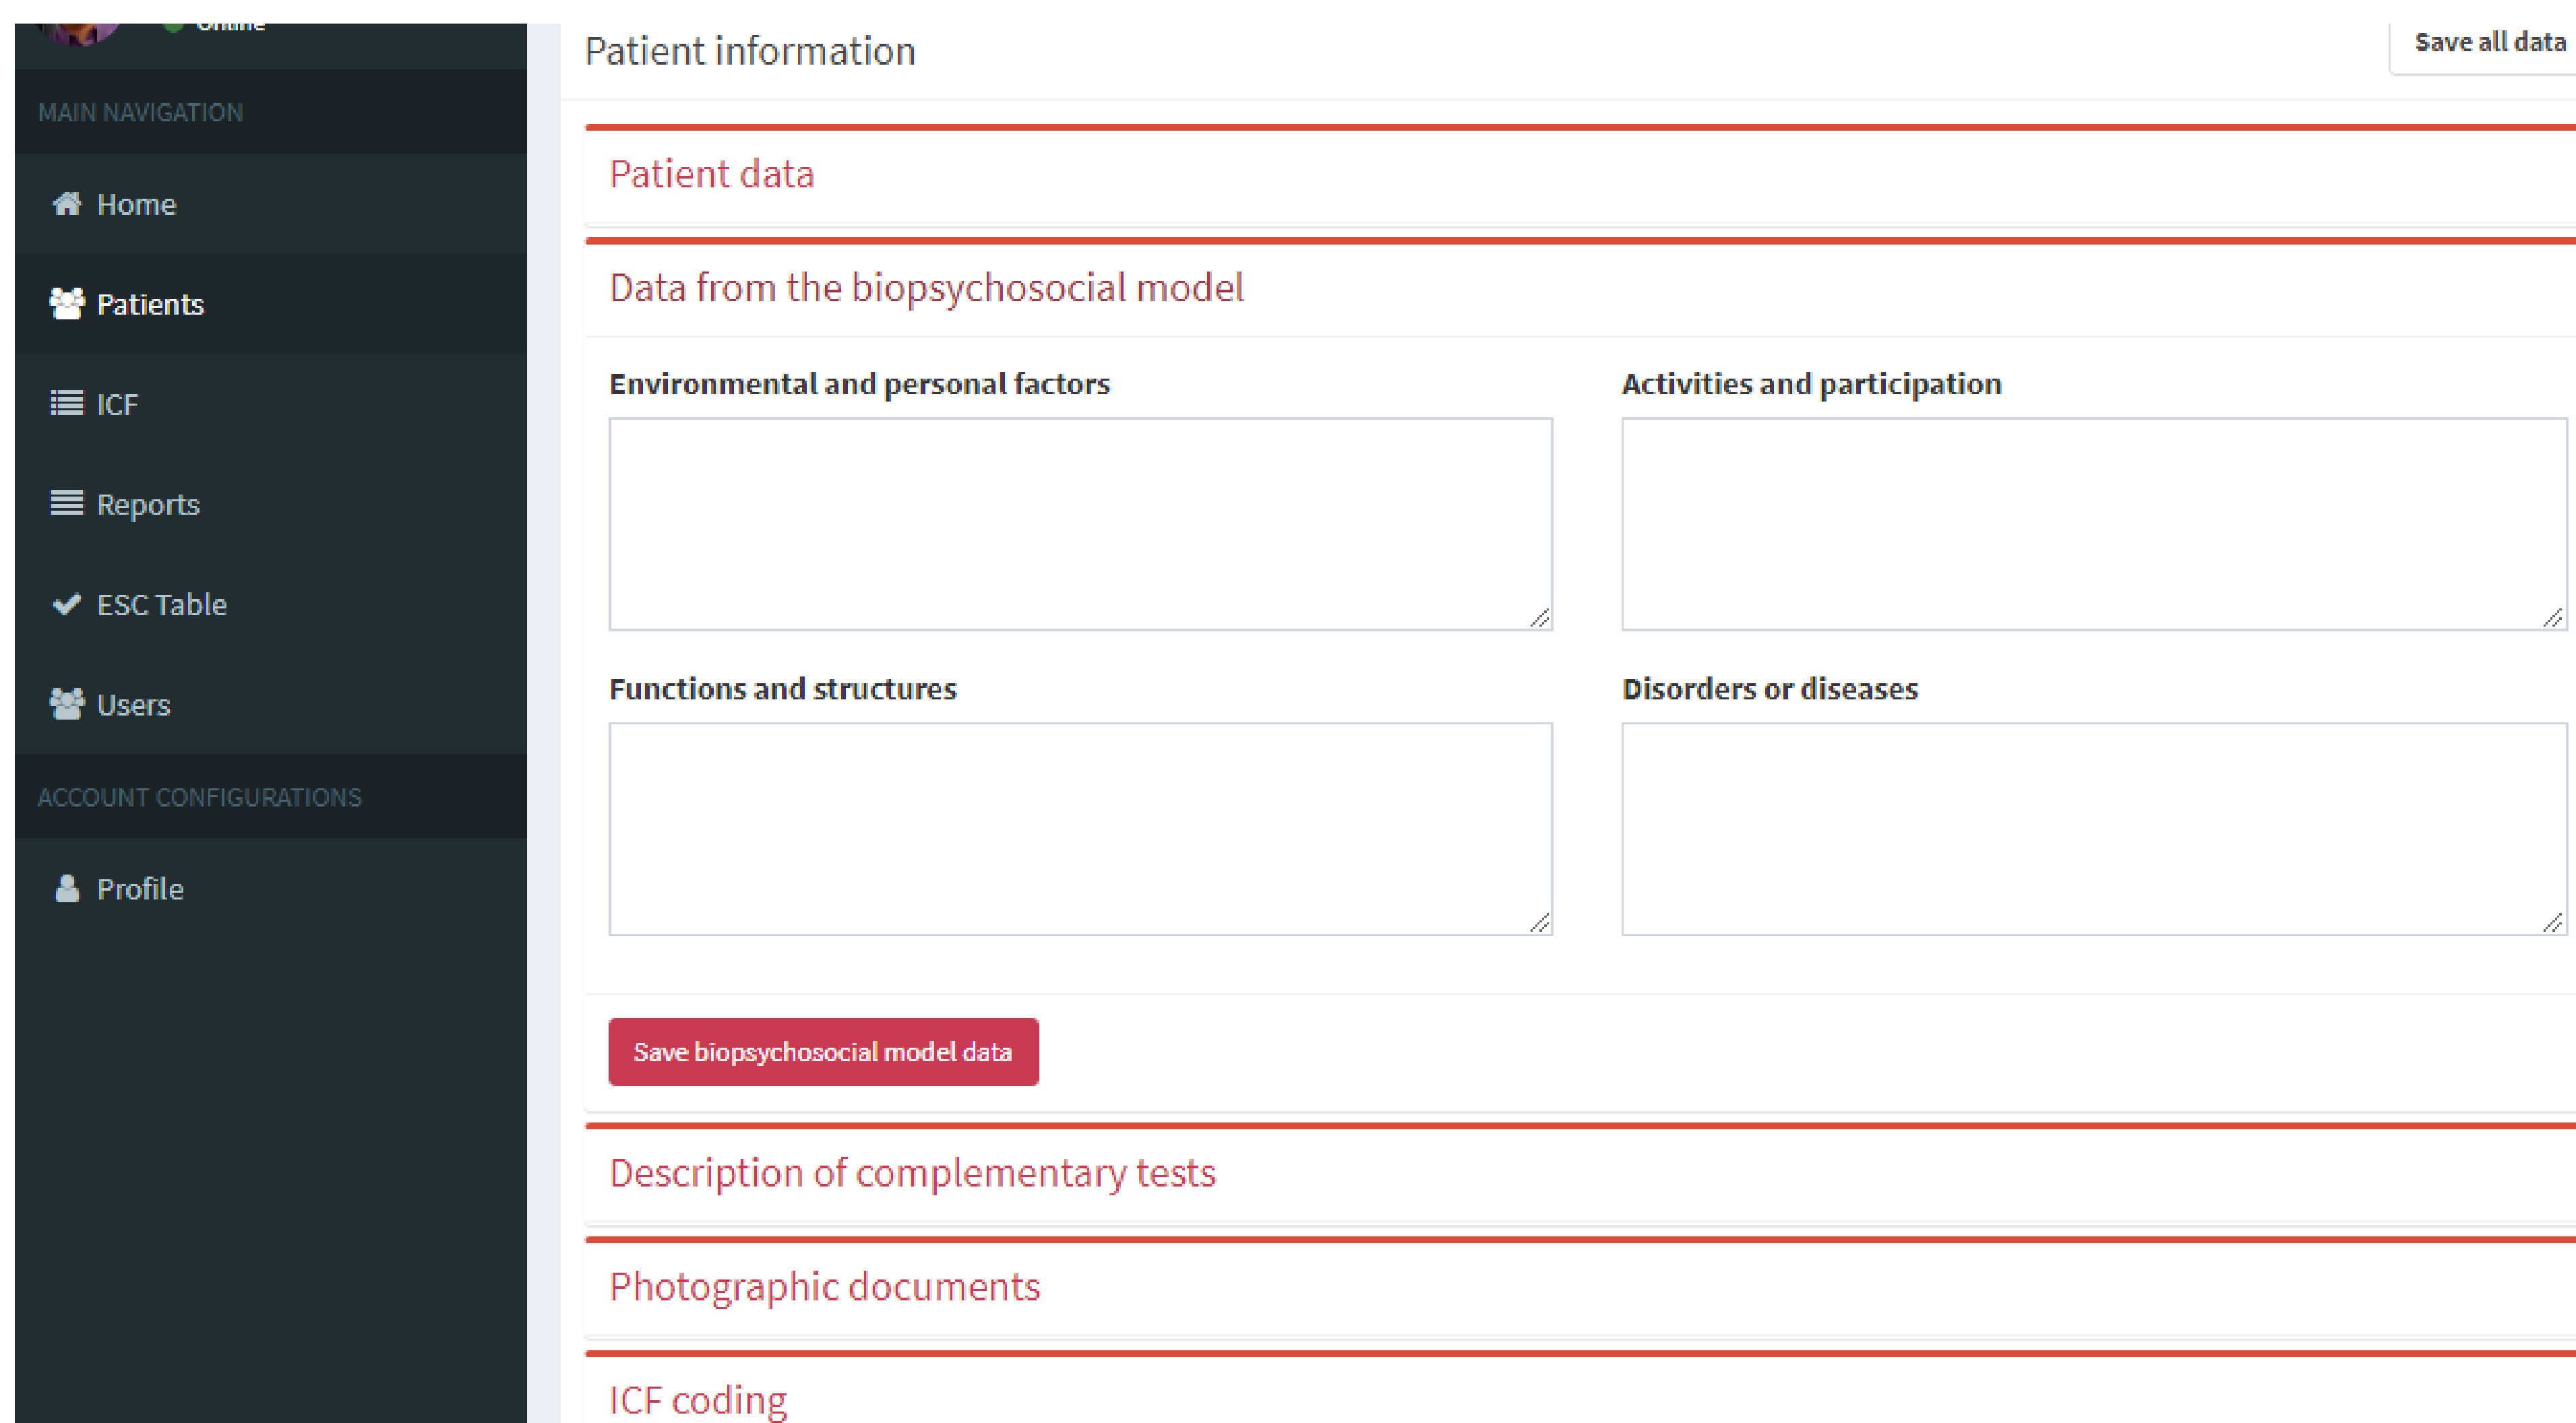 Online
MAIN NAVIGATION
Home
Patients
ICF
Reports
ESC Table
Users
ACCOUNT CONFIGURATIONS
Profile
Patient information
Save all data
Patient data
Data from the biopsychosocial model
Environmental and personal factors
Activities and participation
Functions and structures
Disorders or diseases
Save biopsychosocial model data
Description of complementary tests
Photographic documents
ICF coding